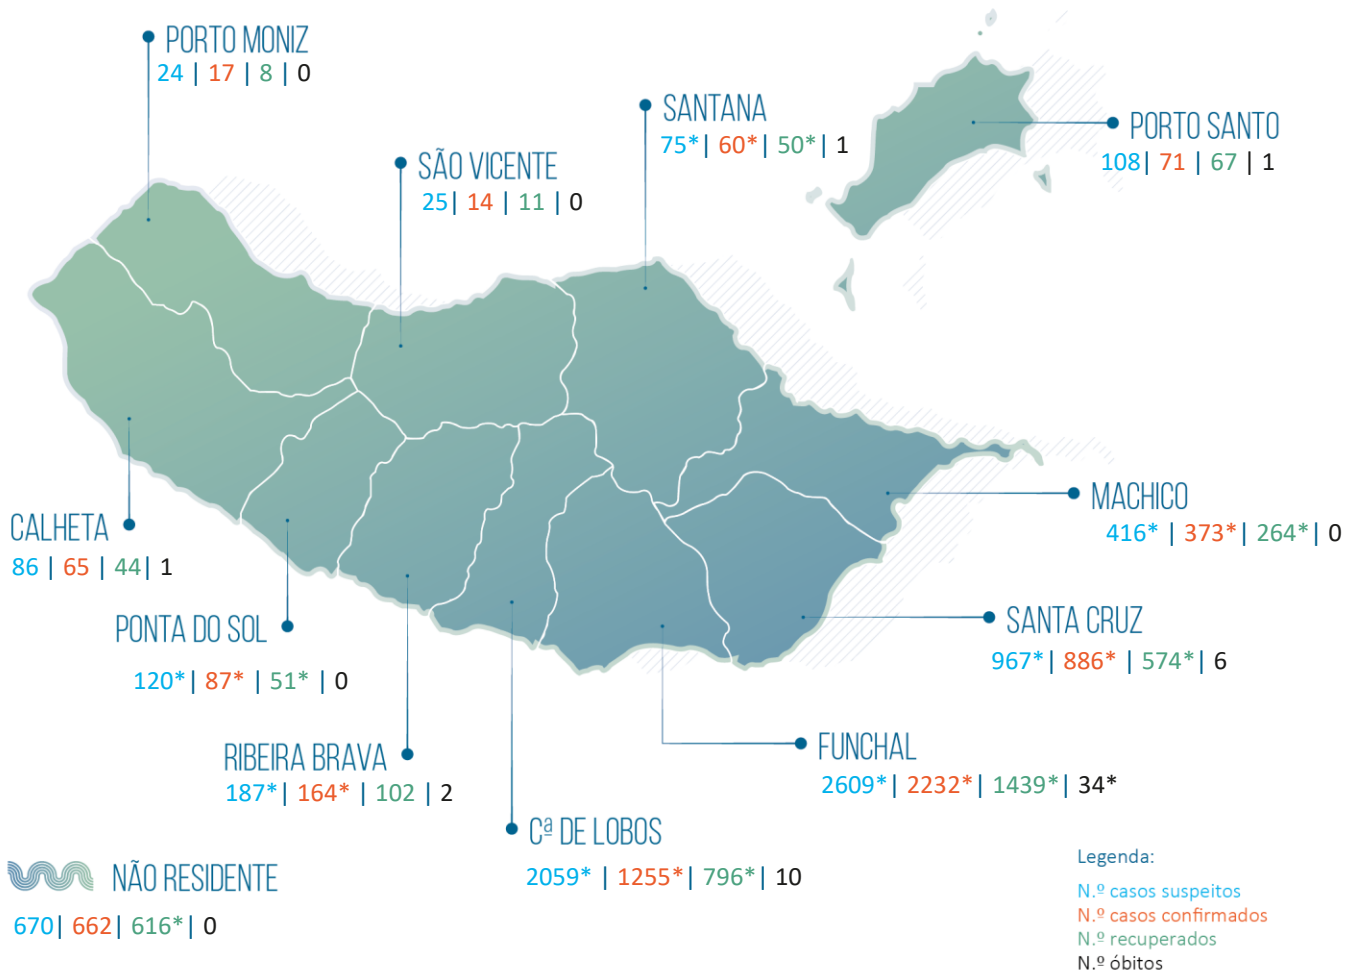 PORTO MONIZ
24 | 17 | 8 | 0
SANTANA
75*| 60*| 50*| 1
PORTO SANTO
108| 71 | 67 | 1
SÃO VICENTE
25| 14 | 11 | 0
MACHICO
416* | 373*| 264*| 0
CALHETA
86 | 65 | 44| 1
SANTA CRUZ
967*| 886* | 574*| 6
PONTA DO SOL
120*| 87* | 51* | 0
RIBEIRA BRAVA
187*| 164* | 102 | 2
FUNCHAL
2609*| 2232*| 1439*| 34*
Cª DE LOBOS
2059* | 1255*| 796*| 10
NÃO RESIDENTE
670| 662| 616*| 0
Legenda:
N.º casos suspeitos
N.º casos confirmados
N.º recuperados
N.º óbitos